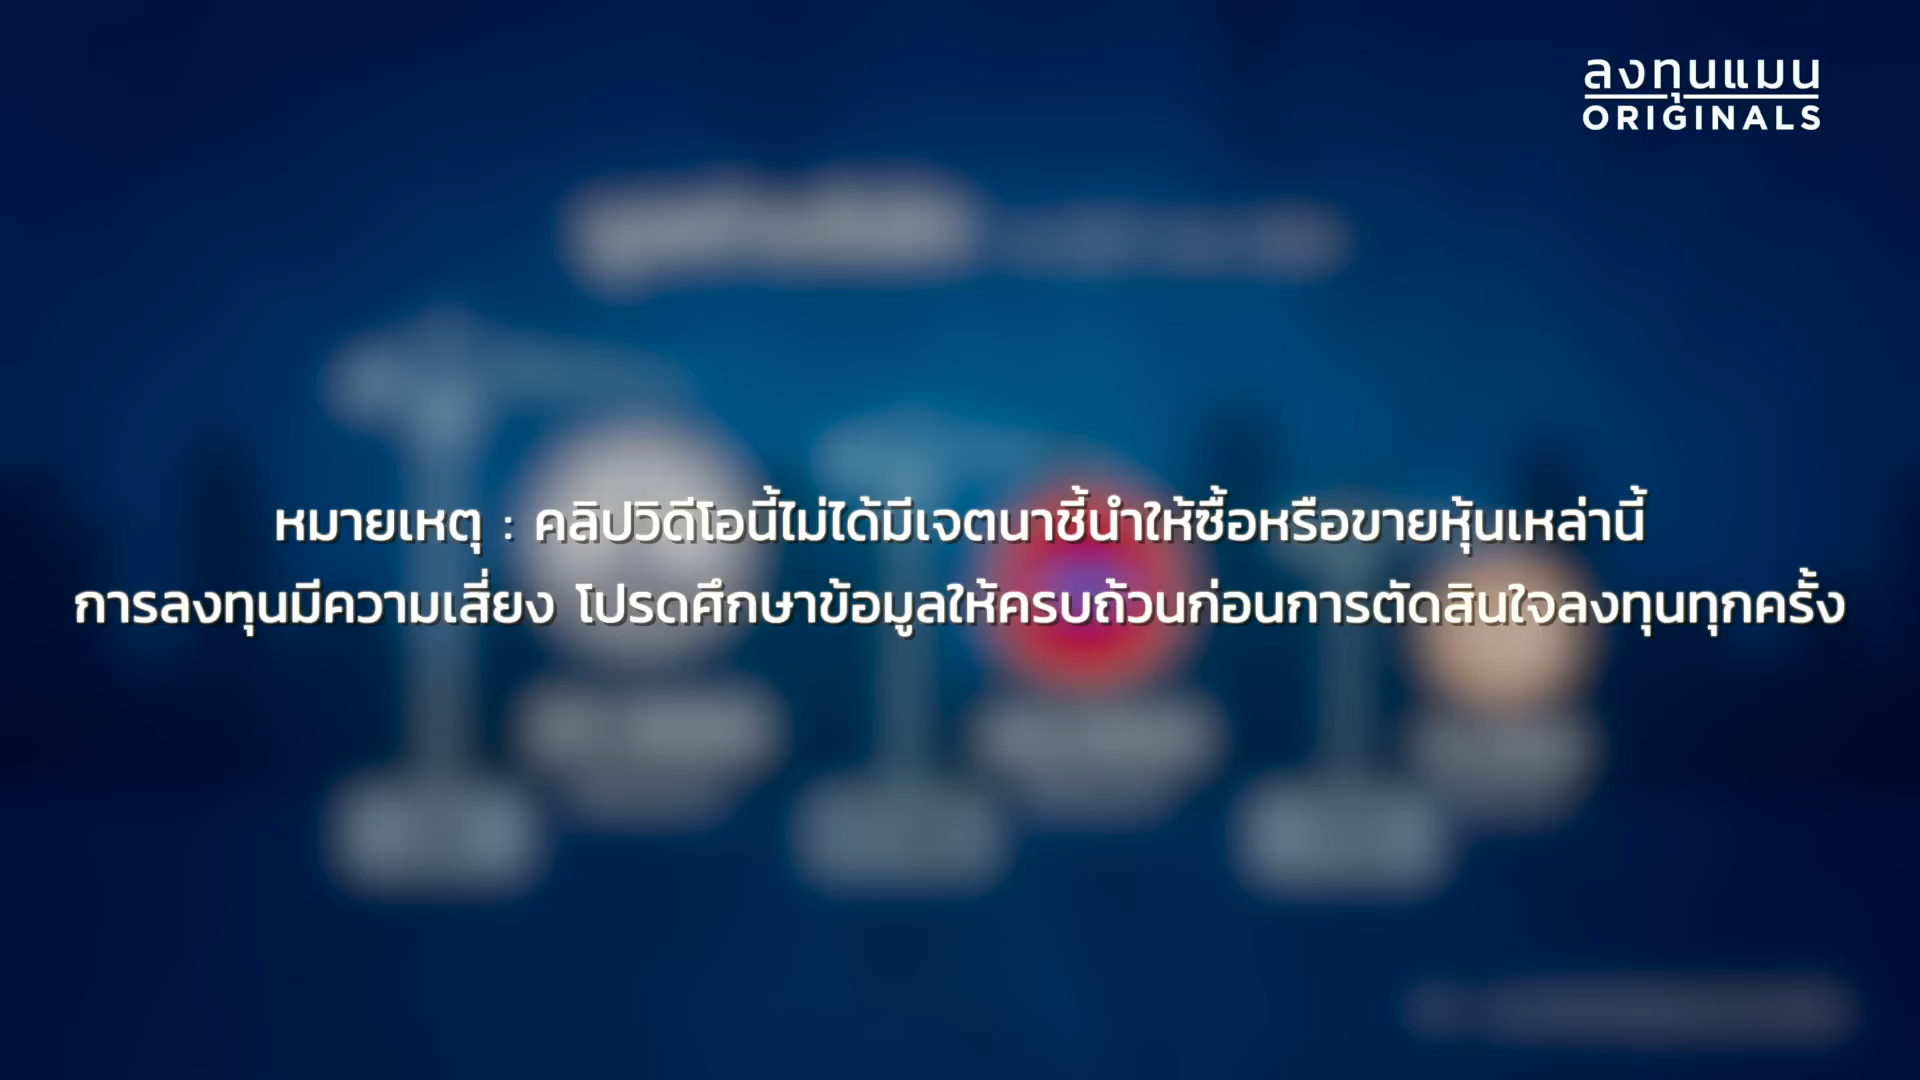 ลงทุนแมน
ORIGINALS
หมายเหตุ : คลิปวิดีโอนี้ไม่ได้มีเจตนาชี้นำให้ซื้อหรือขายหุ้นเหล่านี้
การลงทุนมีความเสี่ยง โปรดศึกษาข้อมูลให้ครบถ้วนก่อนการตัดสินใจลงทุนทุกครั้ง